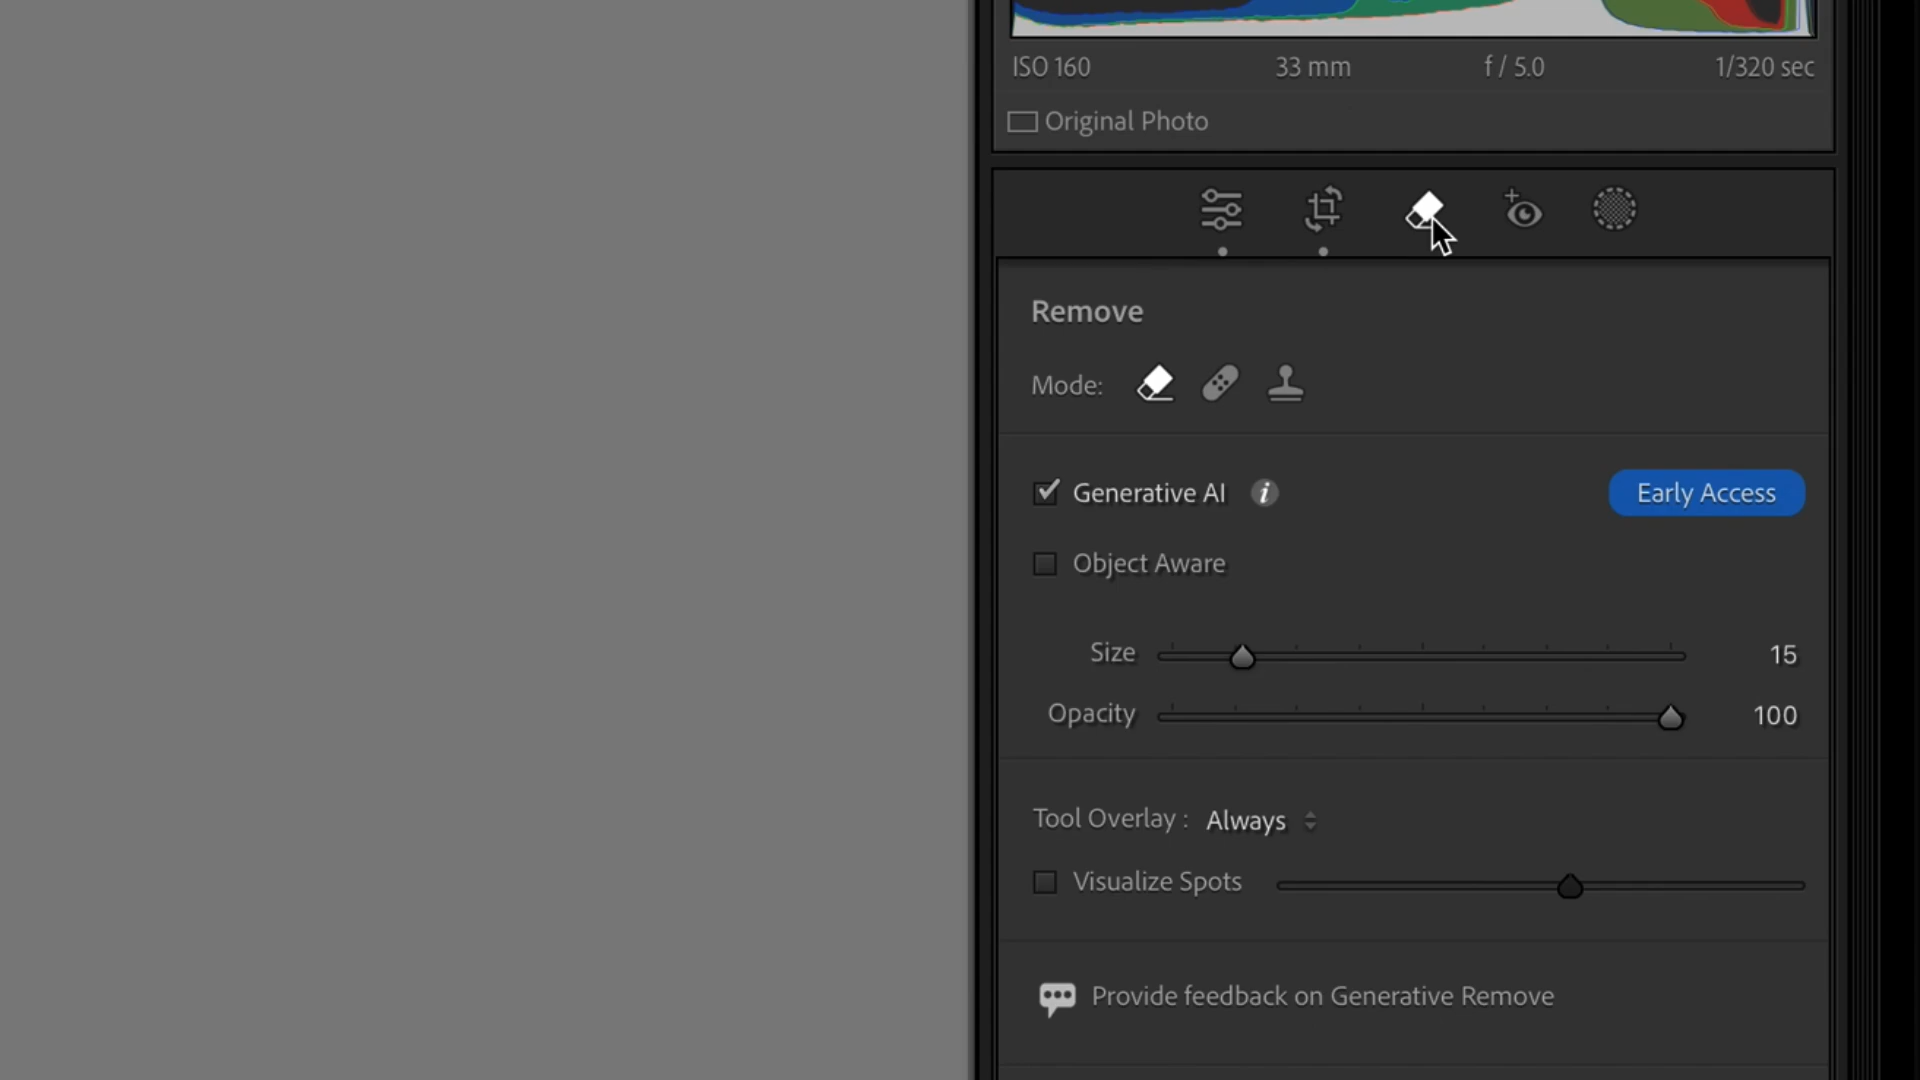 ISO 160 33 mm f / 5.0 1/320 sec
Original Photo
Remove
Mode:
Generative AI i Early Access
Object Aware
Size 15
Opacity 100
Tool Overlay : Always
Visualize Spots
Provide feedback on Generative Remove